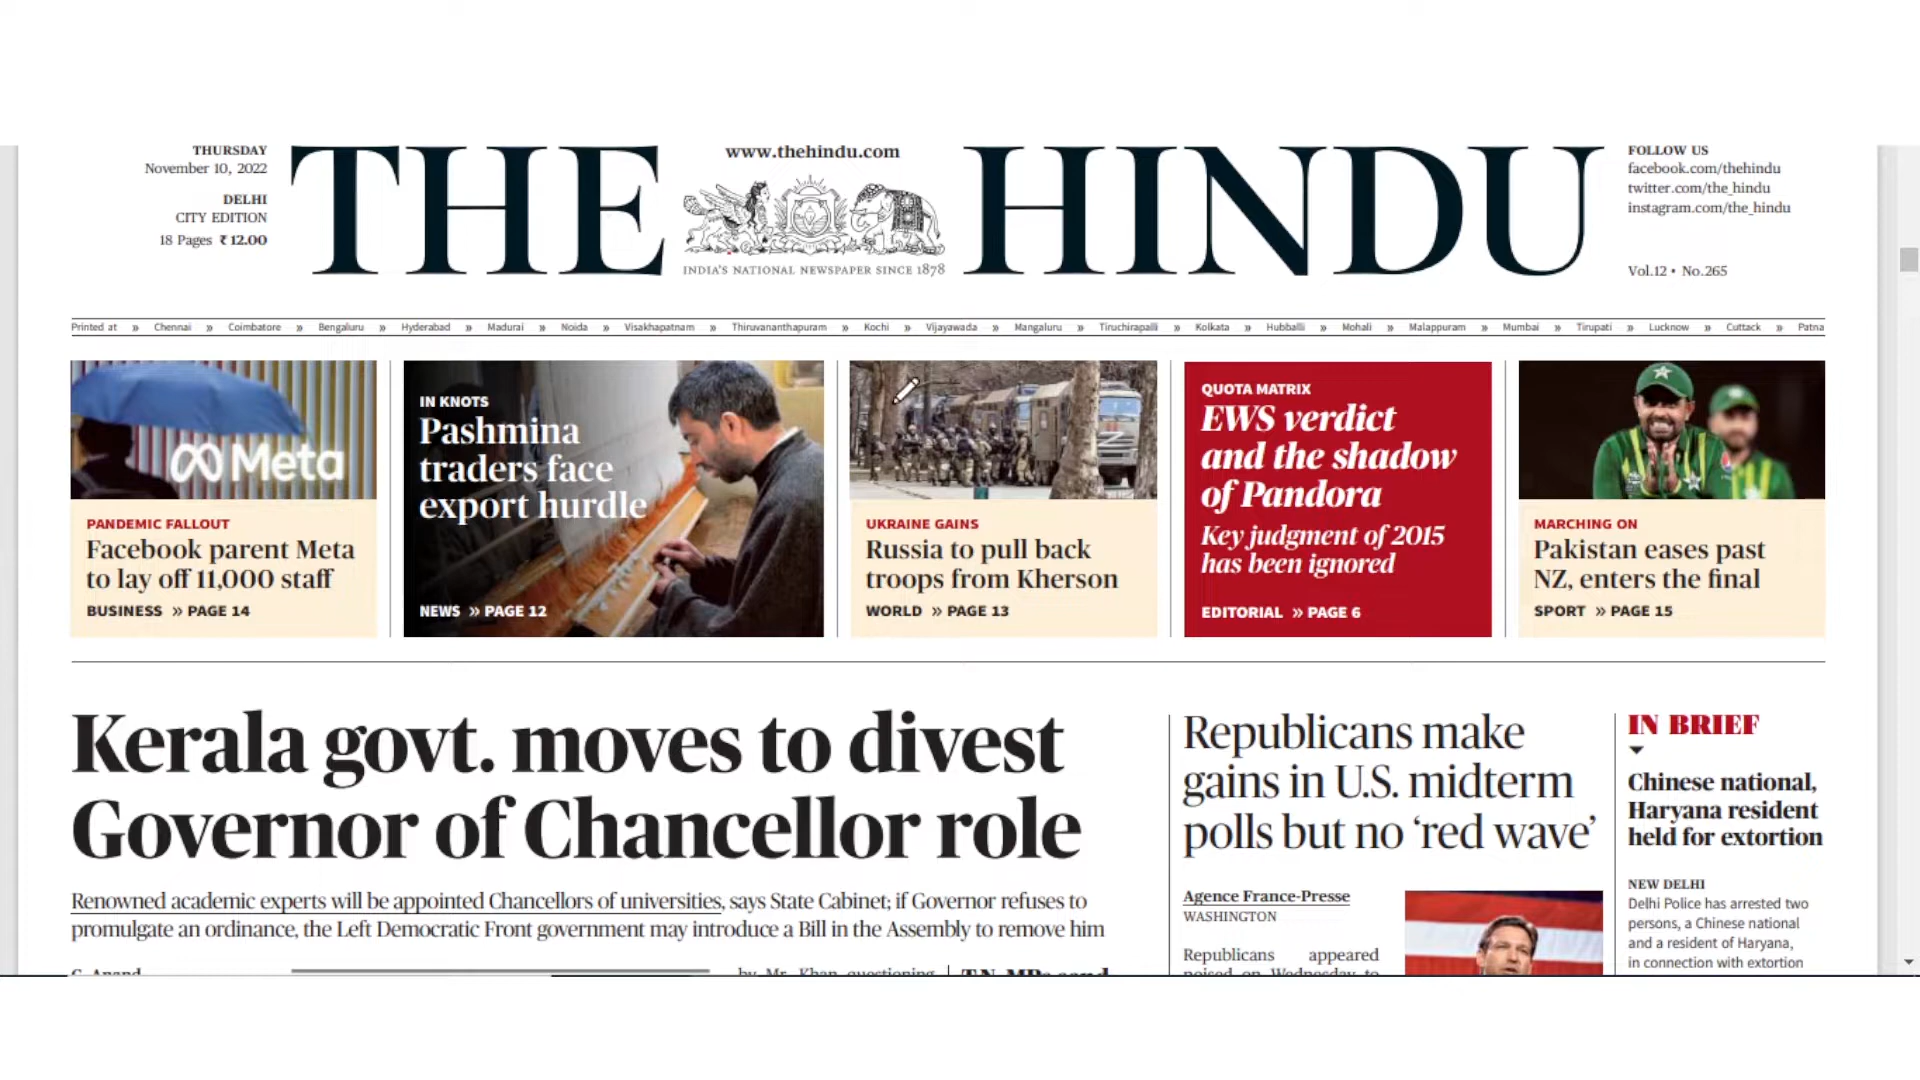 THURSDAY
November 10, 2022
DELHI
CITY EDITION
18 Pages ₹ 12.00
THE HINDU
www.thehindu.com
INDIA'S NATIONAL NEWSPAPER SINCE 1878
FOLLOW US
facebook.com/thehindu
twitter.com/the_hindu
instagram.com/the_hindu
Vol.12 • No.265
Printed at » Chennai » Coimbatore » Bengaluru » Hyderabad » Madurai » Noida » Visakhapatnam » Thiruvananthapuram » Kochi » Vijayawada » Mangaluru » Tiruchirapalli » Kolkata » Hubballi » Mohali » Malappuram » Mumbai » Tirupati » Lucknow » Cuttack » Patna
Meta
PANDEMIC FALLOUT
Facebook parent Meta
to lay off 11,000 staff
BUSINESS » PAGE 14
IN KNOTS
Pashmina
traders face
export hurdle
NEWS » PAGE 12
UKRAINE GAINS
Russia to pull back
troops from Kherson
WORLD » PAGE 13
QUOTA MATRIX
EWS verdict
and the shadow
of Pandora
Key judgment of 2015
has been ignored
EDITORIAL » PAGE 6
MARCHING ON
Pakistan eases past
NZ, enters the final
SPORT » PAGE 15
Kerala govt. moves to divest
Governor of Chancellor role
Renowned academic experts will be appointed Chancellors of universities, says State Cabinet; if Governor refuses to
promulgate an ordinance, the Left Democratic Front government may introduce a Bill in the Assembly to remove him
by Mr. Khan questioning
Republicans make
gains in U.S. midterm
polls but no ‘red wave’
Agence France-Presse
WASHINGTON
Republicans appeared
poised on Wednesday to
IN BRIEF
Chinese national,
Haryana resident
held for extortion
NEW DELHI
Delhi Police has arrested two
persons, a Chinese national
and a resident of Haryana,
in connection with extortion